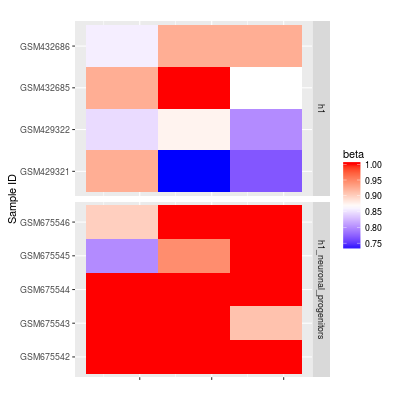 GSM432686
GSM432685
GSM429322
GSM429321
h1
GSM675546
GSM675545
GSM675544
GSM675543
GSM675542
h1_neuronal_progenitors
Sample ID
beta
1.00
0.95
0.90
0.85
0.80
0.75